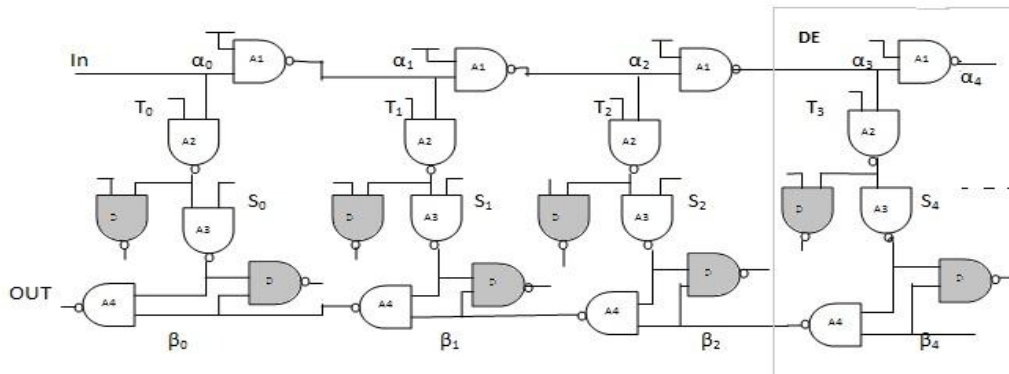 DE
In α0 A1 α1 A1 α2 A1 α3 A1 α4
T0 T1 T2 T3
A2 A2 A2 A2
D S0 D S1 D S2 D S4
A3 A3 A3 A3
D D D D
OUT A4 A4 A4 A4
β0 β1 β2 β4